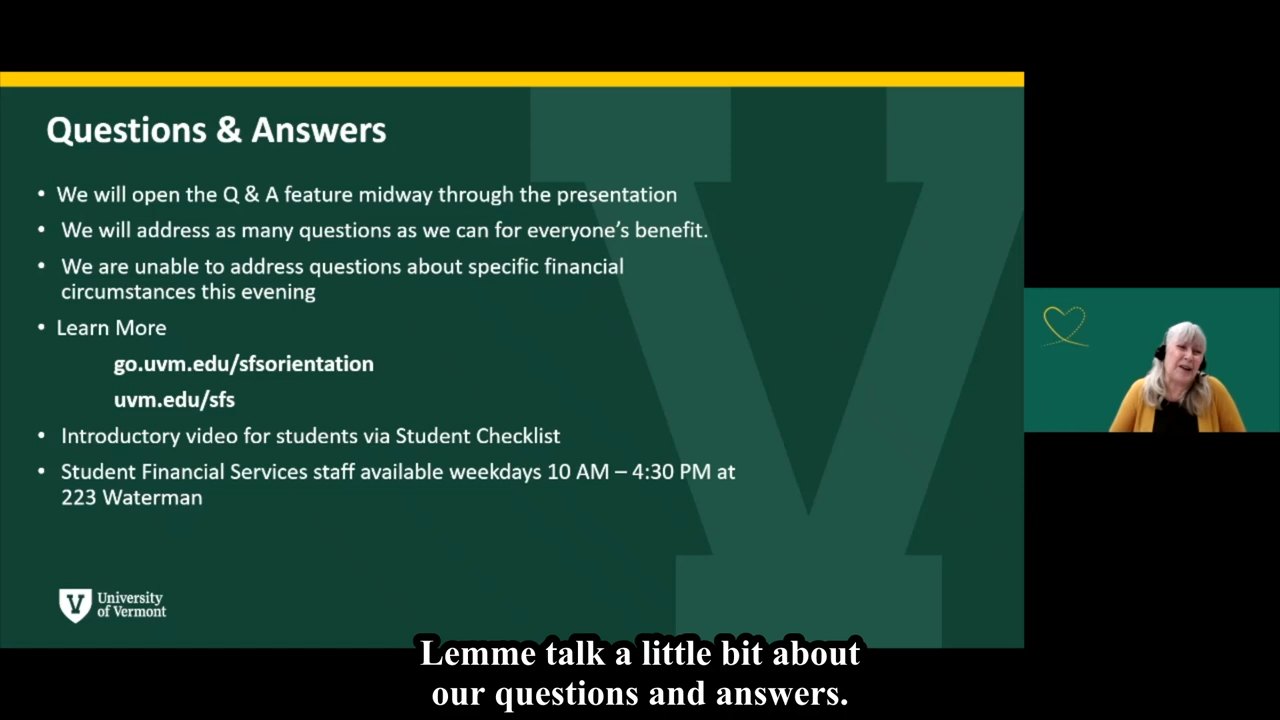 Questions & Answers
• We will open the Q & A feature midway through the presentation
• We will address as many questions as we can for everyone’s benefit.
• We are unable to address questions about specific financial
circumstances this evening
• Learn More
go.uvm.edu/sfsorientation
uvm.edu/sfs
• Introductory video for students via Student Checklist
• Student Financial Services staff available weekdays 10 AM – 4:30 PM at
223 Waterman
V University
of Vermont
Lemme talk a little bit about
our questions and answers.